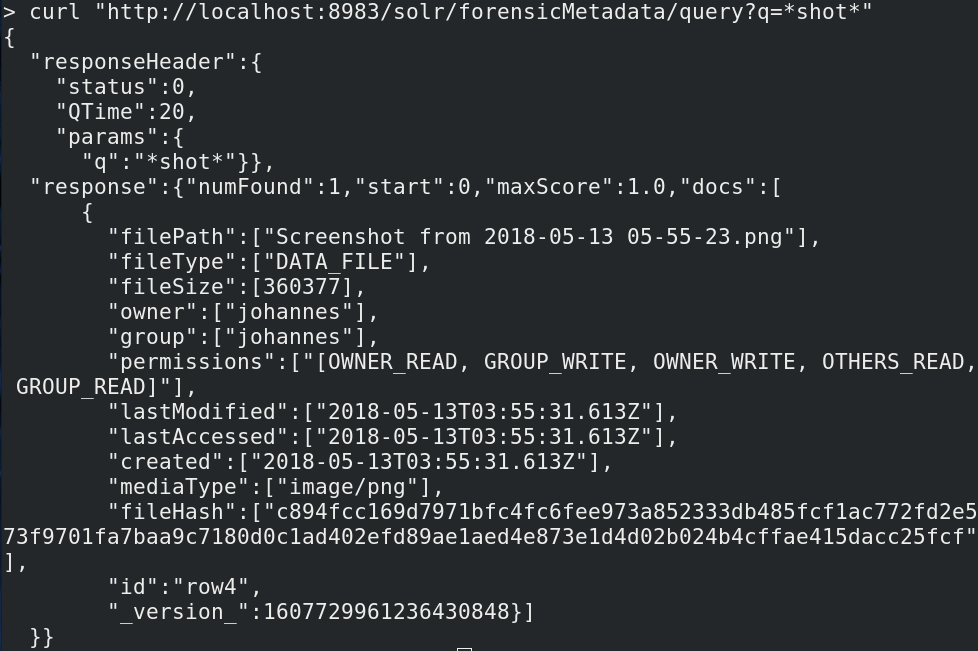 > curl "http://localhost:8983/solr/forensicMetadata/query?q=*shot*"
{
  "responseHeader":{
    "status":0,
    "QTime":20,
    "params":{
      "q":"*shot*"}},
  "response":{"numFound":1,"start":0,"maxScore":1.0,"docs":[
      {
        "filePath":["Screenshot from 2018-05-13 05-55-23.png"],
        "fileType":["DATA_FILE"],
        "fileSize":[360377],
        "owner":["johannes"],
        "group":["johannes"],
        "permissions":["[OWNER_READ, GROUP_WRITE, OWNER_WRITE, OTHERS_READ,
 GROUP_READ]"],
        "lastModified":["2018-05-13T03:55:31.613Z"],
        "lastAccessed":["2018-05-13T03:55:31.613Z"],
        "created":["2018-05-13T03:55:31.613Z"],
        "mediaType":["image/png"],
        "fileHash":["c894fcc169d7971bfc4fc6fee973a852333db485fcf1ac772fd2e5
73f9701fa7baa9c7180d0c1ad402efd89ae1aed4e873e1d4d02b024b4cffae415dacc25fcf"
],
        "id":"row4",
        "_version_":1607729961236430848}]
  }}